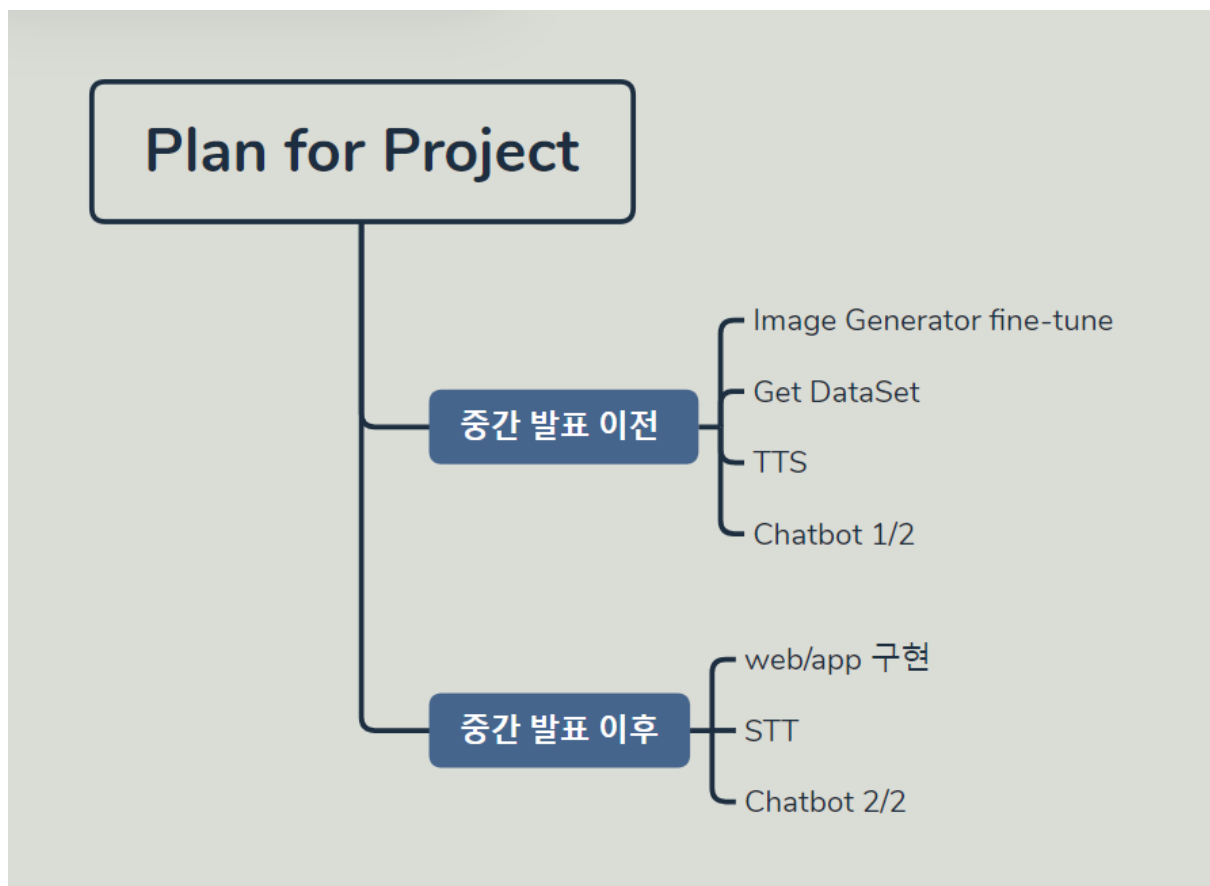 Plan for Project
중간 발표 이전
Image Generator fine-tune
Get DataSet
TTS
Chatbot 1/2
중간 발표 이후
web/app 구현
STT
Chatbot 2/2